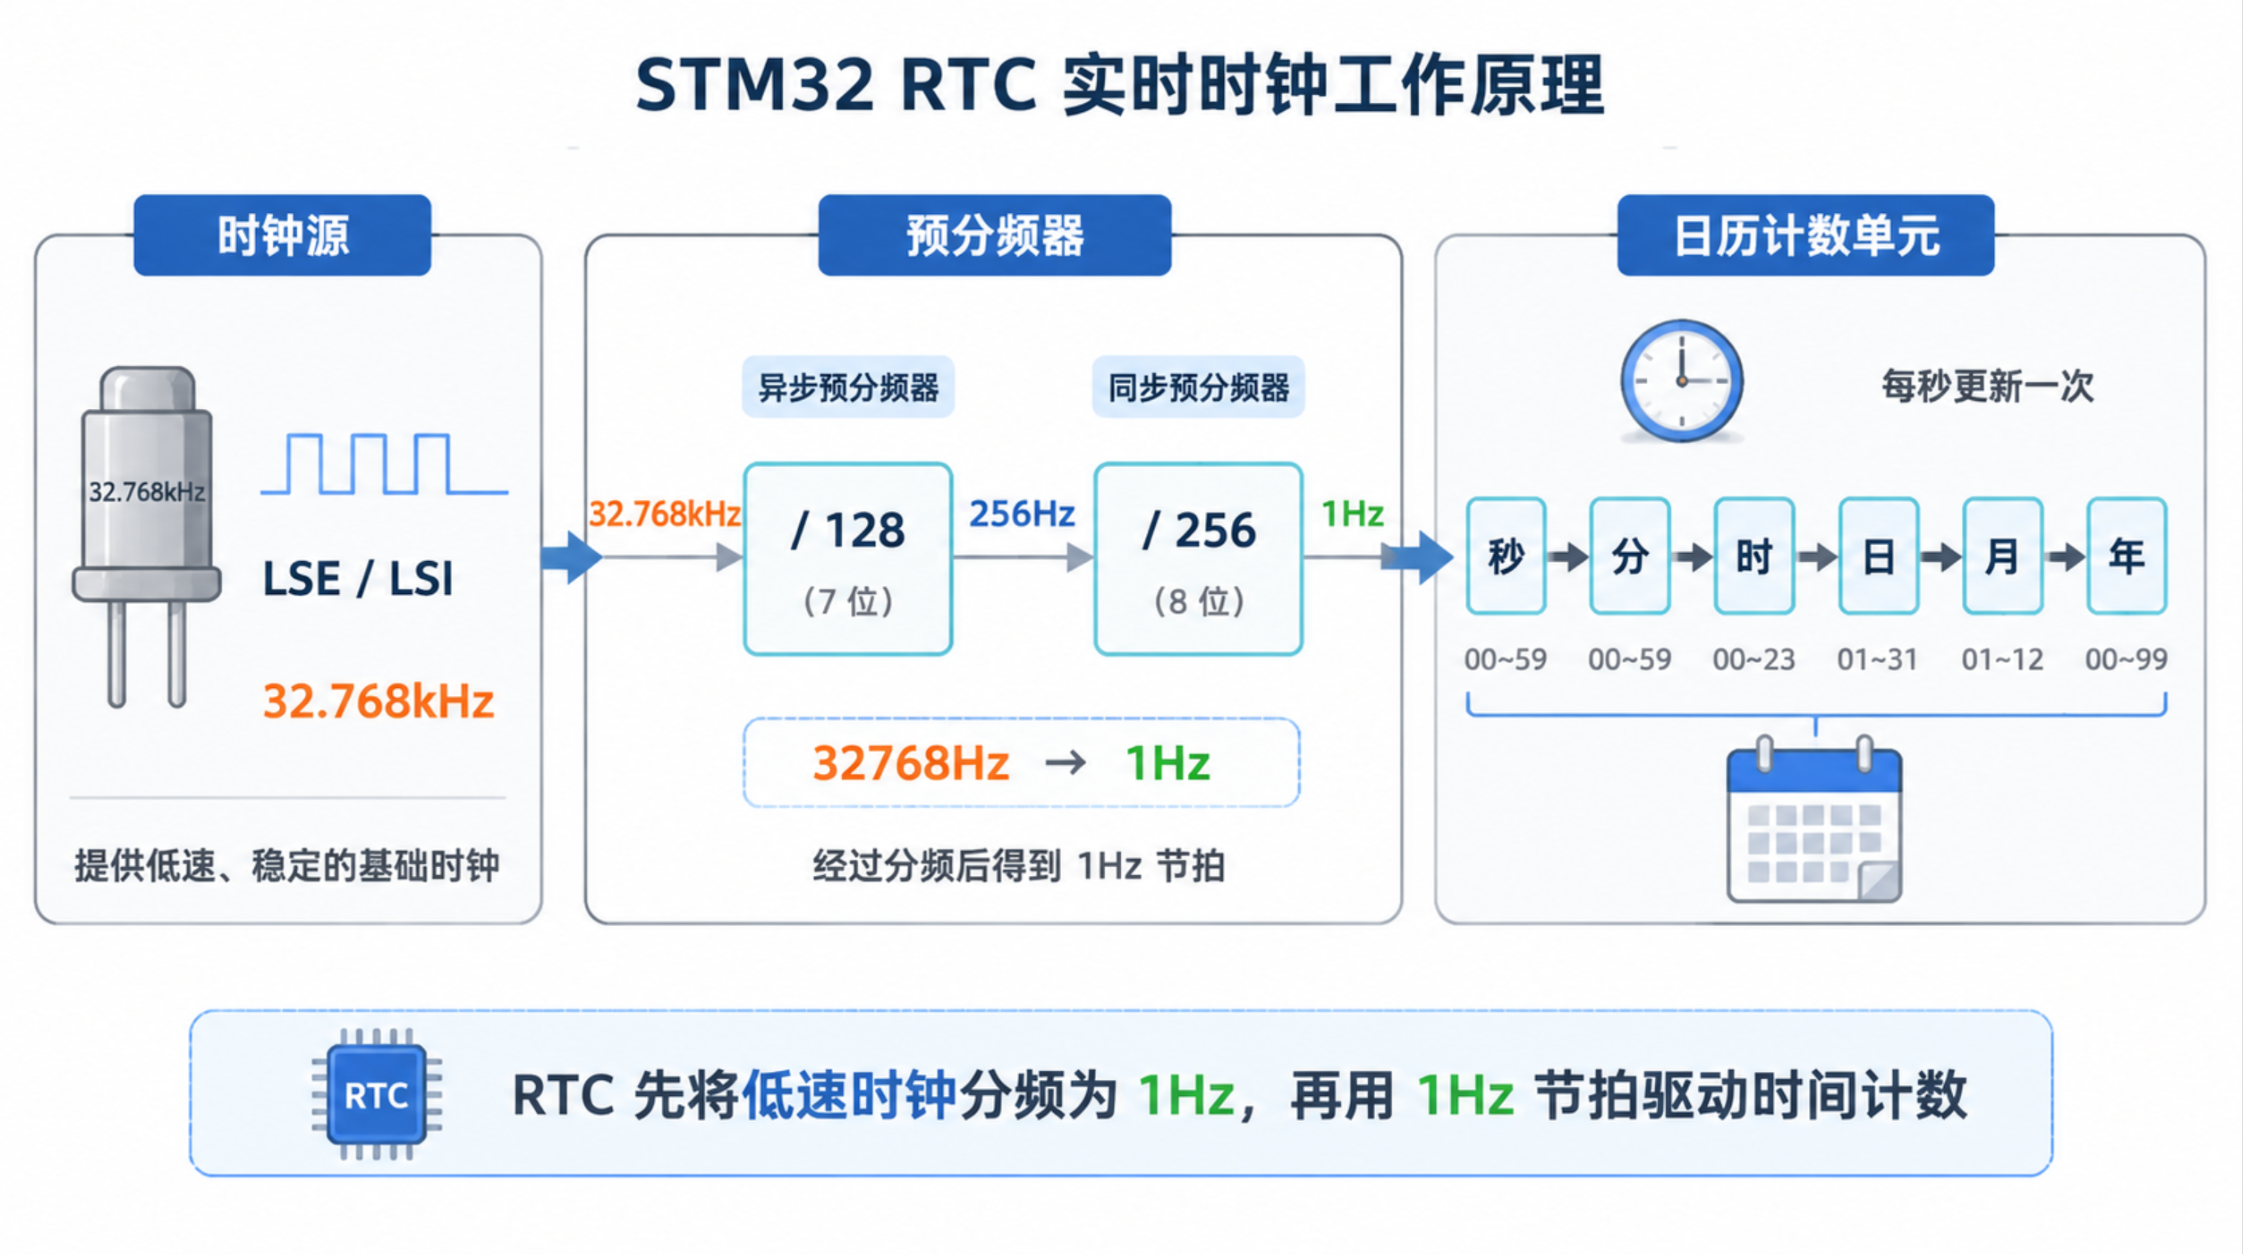 STM32 RTC 实时时钟工作原理
时钟源
32.768kHz
LSE / LSI
32.768kHz
提供低速、稳定的基础时钟
预分频器
异步预分频器
同步预分频器
32.768kHz
/ 128
(7 位)
256Hz
/ 256
(8 位)
1Hz
32768Hz → 1Hz
经过分频后得到 1Hz 节拍
日历计数单元
每秒更新一次
秒 分 时 日 月 年
00~59 00~59 00~23 01~31 01~12 00~99
RTC
RTC 先将低速时钟分频为 1Hz，再用 1Hz 节拍驱动时间计数